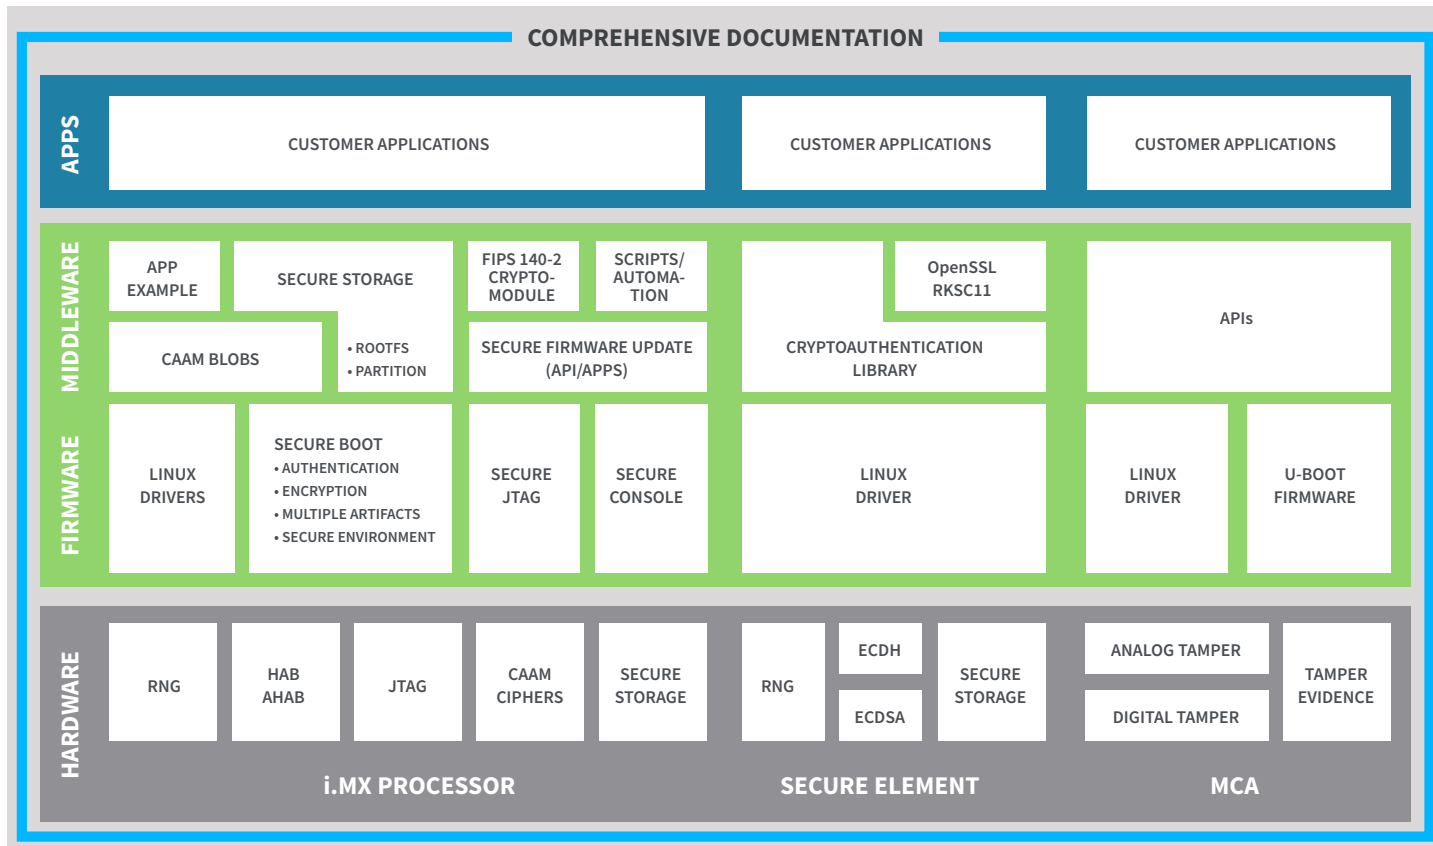 COMPREHENSIVE DOCUMENTATION
APPS
CUSTOMER APPLICATIONS
CUSTOMER APPLICATIONS
CUSTOMER APPLICATIONS
MIDDLEWARE
APP
EXAMPLE
SECURE STORAGE
• ROOTFS
• PARTITION
CAAM BLOBS
FIPS 140-2
CRYPTO-
MODULE
SCRIPTS/
AUTOMA-
TION
SECURE FIRMWARE UPDATE
(API/APPS)
OpenSSL
RKSC11
CRYPTOAUTHENTICATION
LIBRARY
APIs
FIRMWARE
LINUX
DRIVERS
SECURE BOOT
• AUTHENTICATION
• ENCRYPTION
• MULTIPLE ARTIFACTS
• SECURE ENVIRONMENT
SECURE
JTAG
SECURE
CONSOLE
LINUX
DRIVER
LINUX
DRIVER
U-BOOT
FIRMWARE
HARDWARE
RNG
HAB
AHAB
JTAG
CAAM
CIPHERS
SECURE
STORAGE
RNG
ECDH
ECDSA
SECURE
STORAGE
ANALOG TAMPER
DIGITAL TAMPER
TAMPER
EVIDENCE
i.MX PROCESSOR
SECURE ELEMENT
MCA